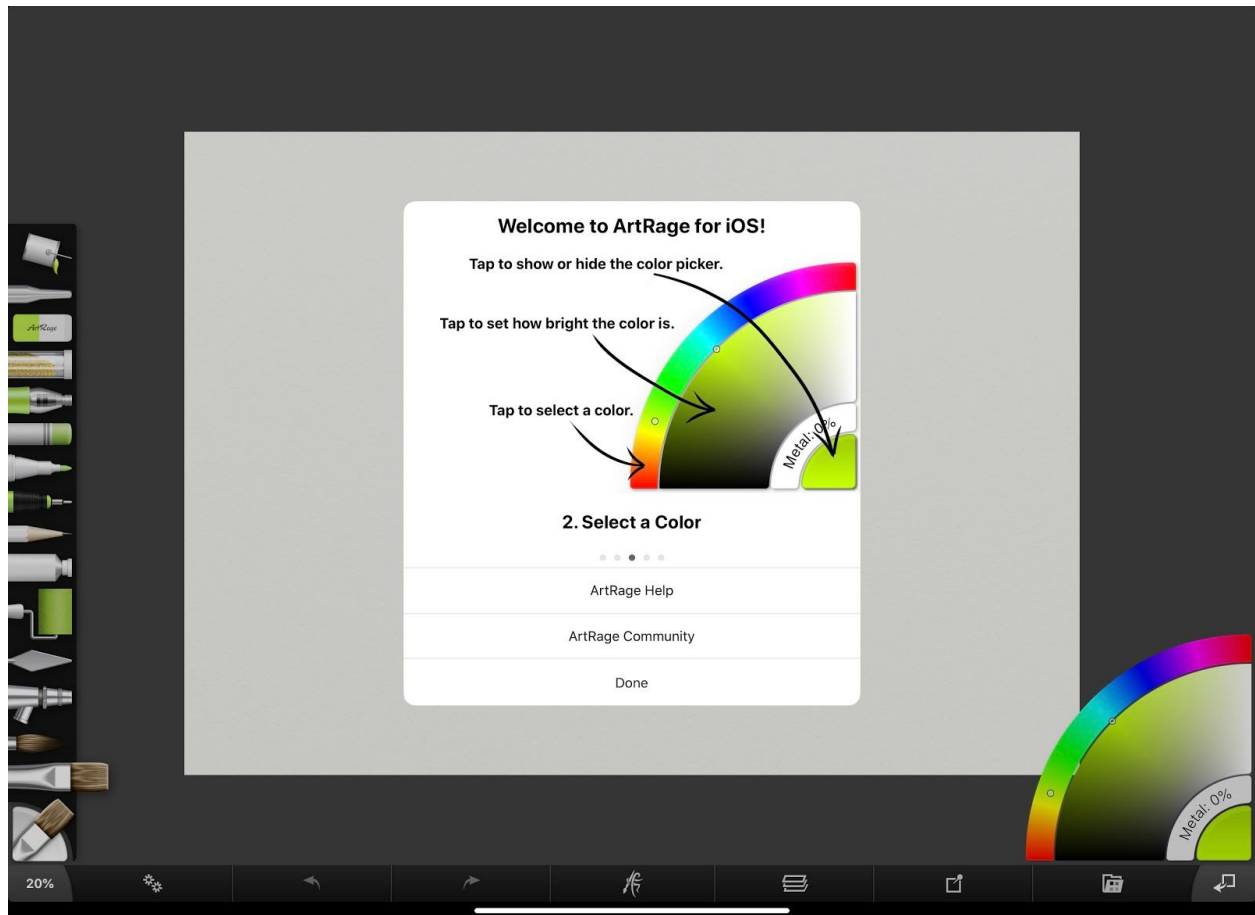 Welcome to ArtRage for iOS!
Tap to show or hide the color picker.
Tap to set how bright the color is.
Tap to select a color.
Metal: 0%
2. Select a Color
ArtRage Help
ArtRage Community
Done
ArtRage
Metal: 0%
20%